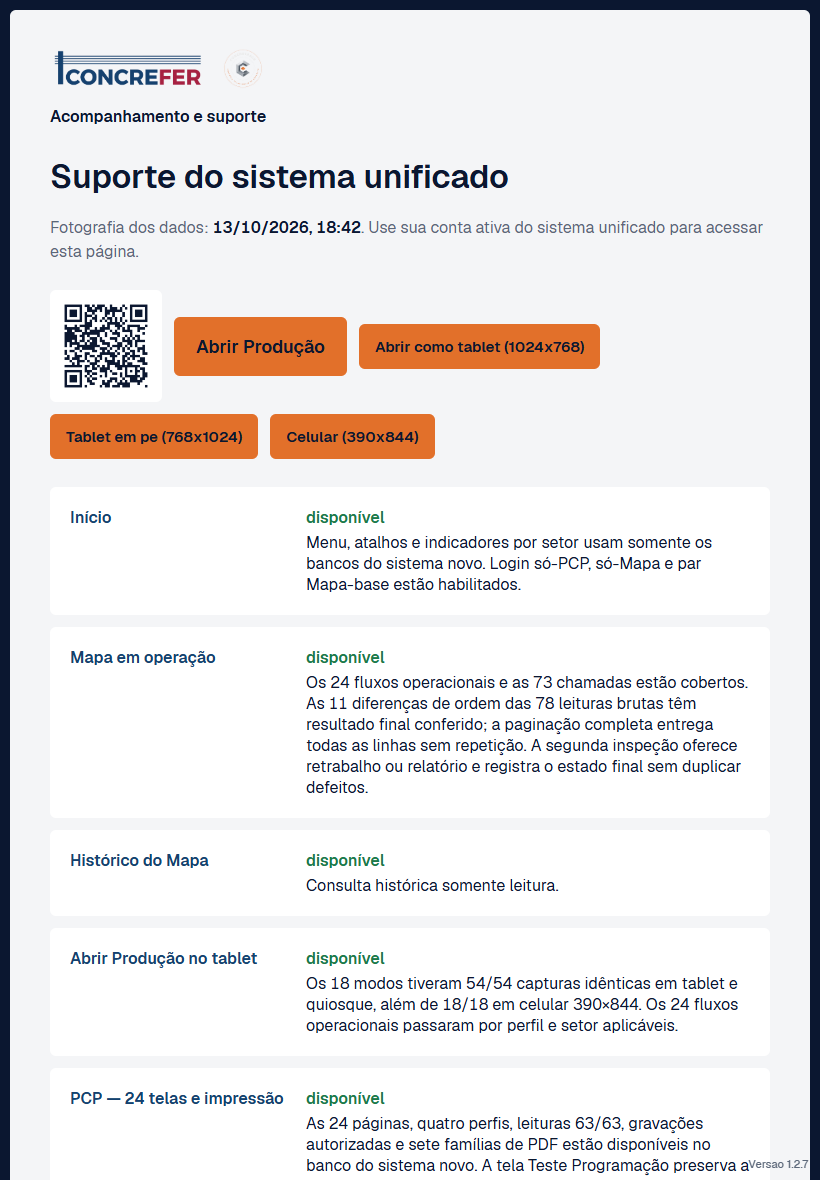 CONCREFER
Acompanhamento e suporte
Suporte do sistema unificado
Fotografia dos dados: 13/10/2026, 18:42. Use sua conta ativa do sistema unificado para acessar
esta página.
Abrir Produção
Abrir como tablet (1024x768)
Tablet em pe (768x1024)
Celular (390x844)
Início
disponível
Menu, atalhos e indicadores por setor usam somente os
bancos do sistema novo. Login só-PCP, só-Mapa e par
Mapa-base estão habilitados.
Mapa em operação
disponível
Os 24 fluxos operacionais e as 73 chamadas estão cobertos.
As 11 diferenças de ordem das 78 leituras brutas têm
resultado final conferido; a paginação completa entrega
todas as linhas sem repetição. A segunda inspeção oferece
retrabalho ou relatório e registra o estado final sem duplicar
defeitos.
Histórico do Mapa
disponível
Consulta histórica somente leitura.
Abrir Produção no tablet
disponível
Os 18 modos tiveram 54/54 capturas idênticas em tablet e
quiosque, além de 18/18 em celular 390×844. Os 24 fluxos
operacionais passaram por perfil e setor aplicáveis.
PCP — 24 telas e impressão
disponível
As 24 páginas, quatro perfis, leituras 63/63, gravações
autorizadas e sete famílias de PDF estão disponíveis no
banco do sistema novo. A tela Teste Programação preserva a
Versao 1.2.7